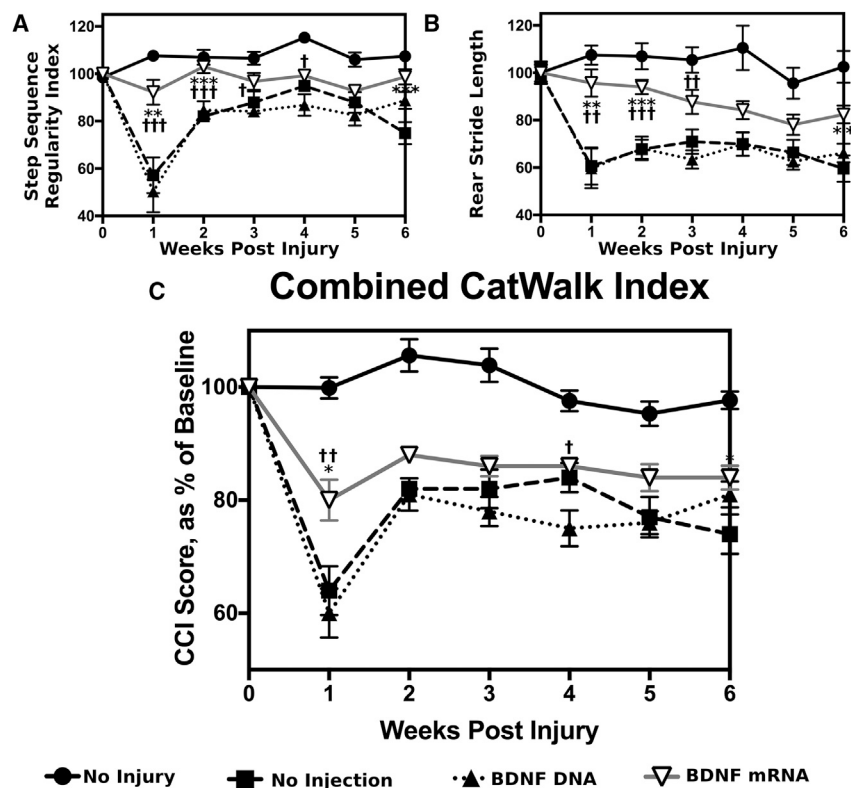 A
B
120
100
80
60
40
Step Sequence
Regularity Index
**
†††
***
†††
†
†
***
0 1 2 3 4 5 6
Weeks Post Injury
120
100
80
60
40
Rear Stride Length
**
††
***
†††
††
**
0 1 2 3 4 5 6
Weeks Post Injury
C
Combined CatWalk Index
CCI Score, as % of Baseline
100
80
60
††
*
†
*
0 1 2 3 4 5 6
Weeks Post Injury
No Injury No Injection BDNF DNA BDNF mRNA